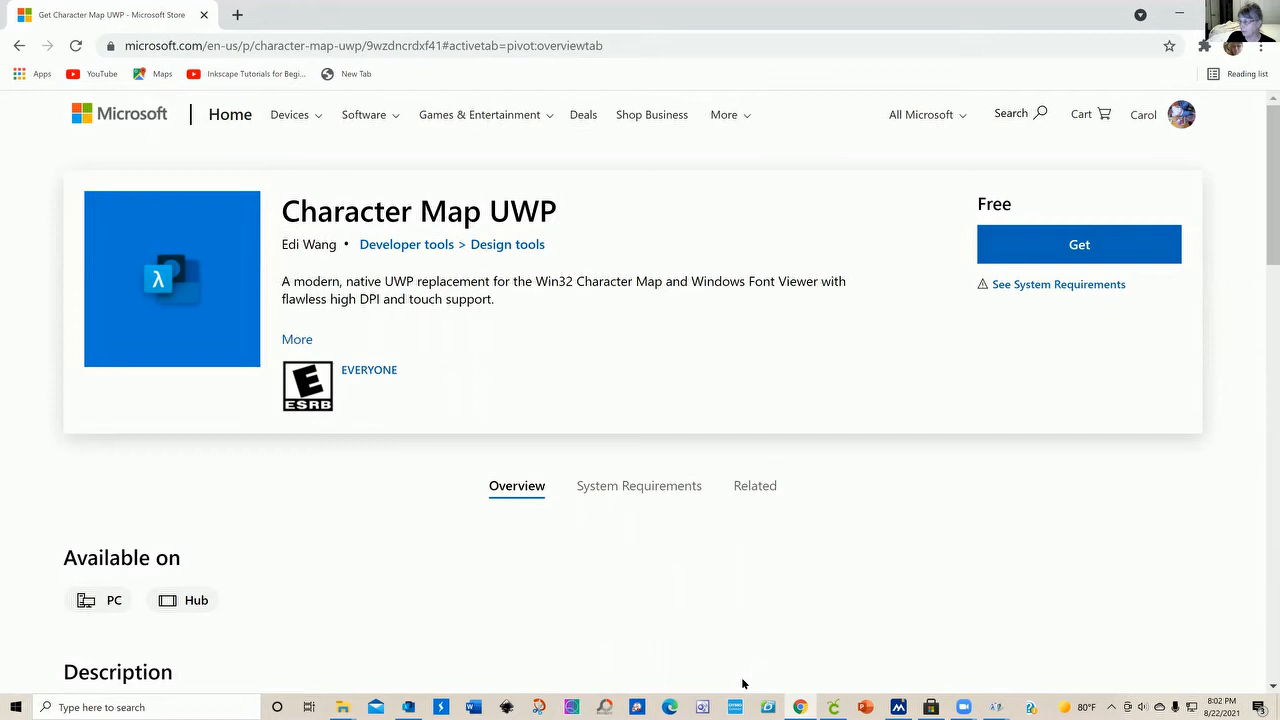 Get Character Map UWP - Microsoft Store
microsoft.com/en-us/p/character-map-uwp/9wzdncrdxf41#activetab=pivot:overviewtab
Apps YouTube Maps Inkscape Tutorials for Begi... New Tab Reading list
Microsoft Home Devices Software Games & Entertainment Deals Shop Business More All Microsoft Search Cart Carol
Character Map UWP
Edi Wang • Developer tools > Design tools
A modern, native UWP replacement for the Win32 Character Map and Windows Font Viewer with
flawless high DPI and touch support.
More
E
ESRB
EVERYONE
Free
Get
See System Requirements
λ
Overview System Requirements Related
Available on
PC Hub
Description
Type here to search
80°F
8:02 PM
8/22/2021